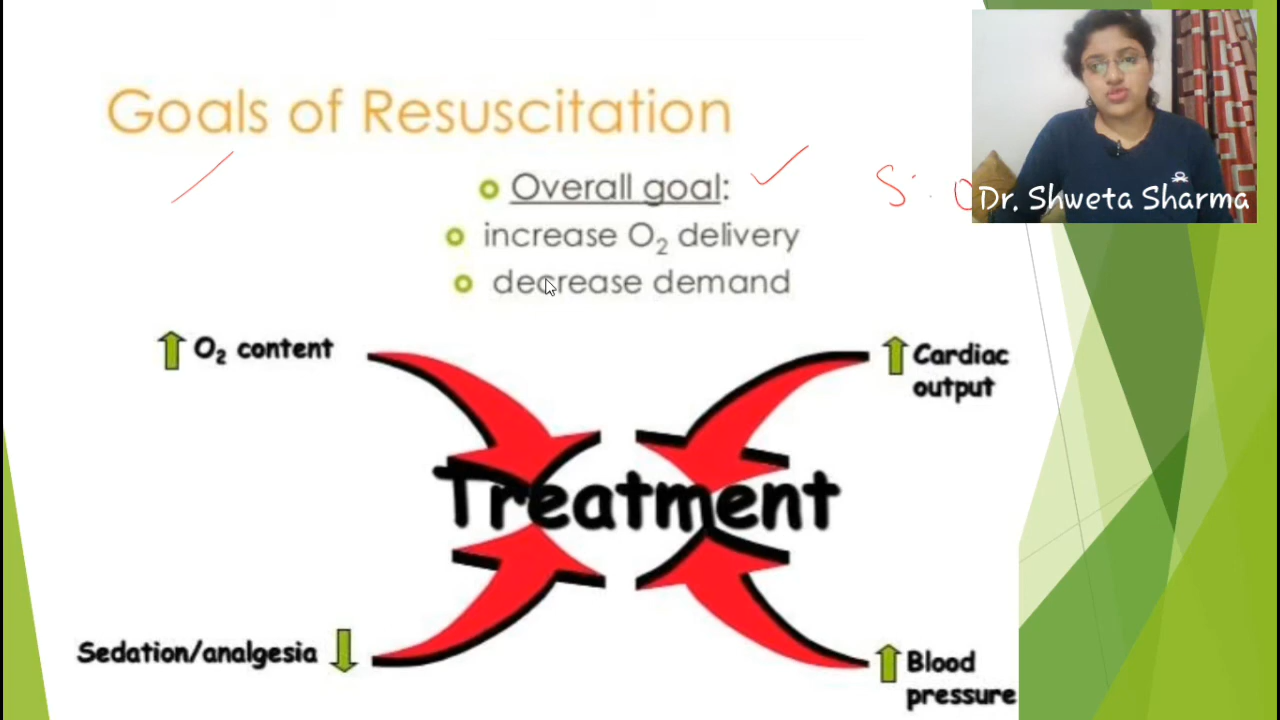 Goals of Resuscitation
Overall goal:
increase O₂ delivery
decrease demand
S.
Dr. Shweta Sharma
O₂ content
Cardiac
output
Treatment
Sedation/analgesia
Blood
pressure